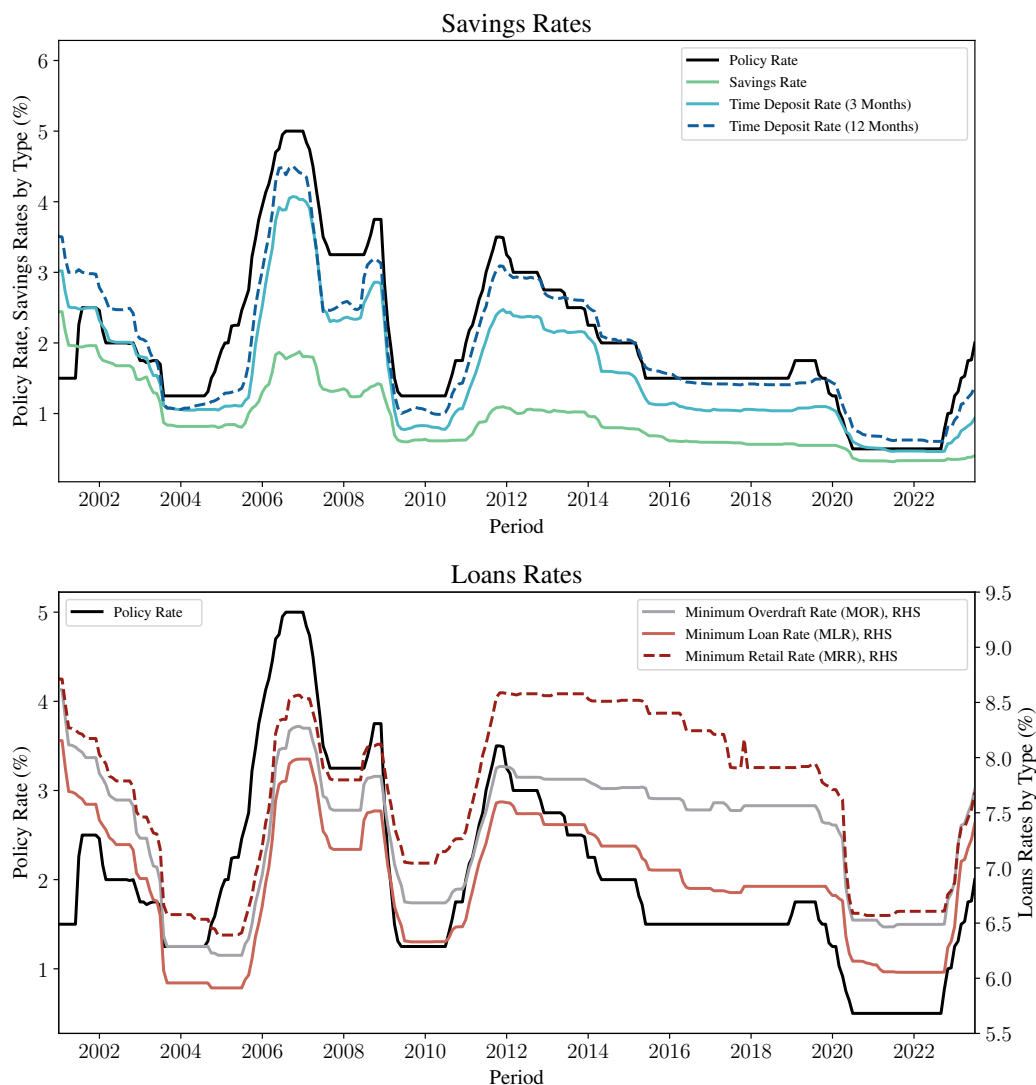 Savings Rates
Policy Rate, Savings Rates by Type (%)
6
5
4
3
2
1
Policy Rate
Savings Rate
Time Deposit Rate (3 Months)
Time Deposit Rate (12 Months)
2002 2004 2006 2008 2010 2012 2014 2016 2018 2020 2022
Period
Loans Rates
Policy Rate (%)
5
4
3
2
1
Policy Rate
Minimum Overdraft Rate (MOR), RHS
Minimum Loan Rate (MLR), RHS
Minimum Retail Rate (MRR), RHS
9.5
9.0
8.5
8.0
7.5
7.0
6.5
6.0
5.5
Loans Rates by Type (%)
2002 2004 2006 2008 2010 2012 2014 2016 2018 2020 2022
Period